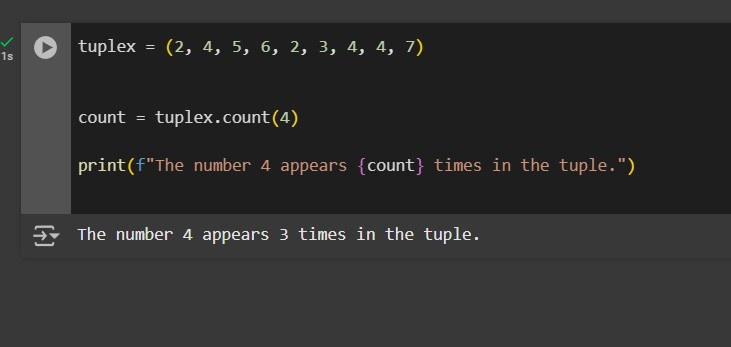 tuplex = (2, 4, 5, 6, 2, 3, 4, 4, 7)
1s
count = tuplex.count(4)
print(f"The number 4 appears {count} times in the tuple.")
The number 4 appears 3 times in the tuple.